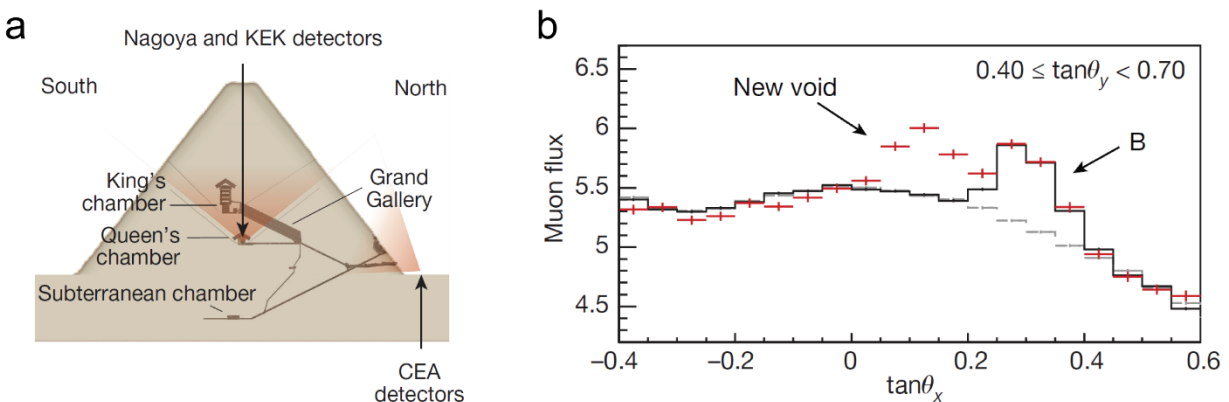 a
Nagoya and KEK detectors
South
North
King's
chamber
Grand
Gallery
Queen's
chamber
Subterranean chamber
CEA
detectors
b
0.40 ≤ tanθy < 0.70
New void
B
Muon flux
6.5
6
5.5
5
4.5
−0.4
−0.2
0
0.2
0.4
0.6
tanθx